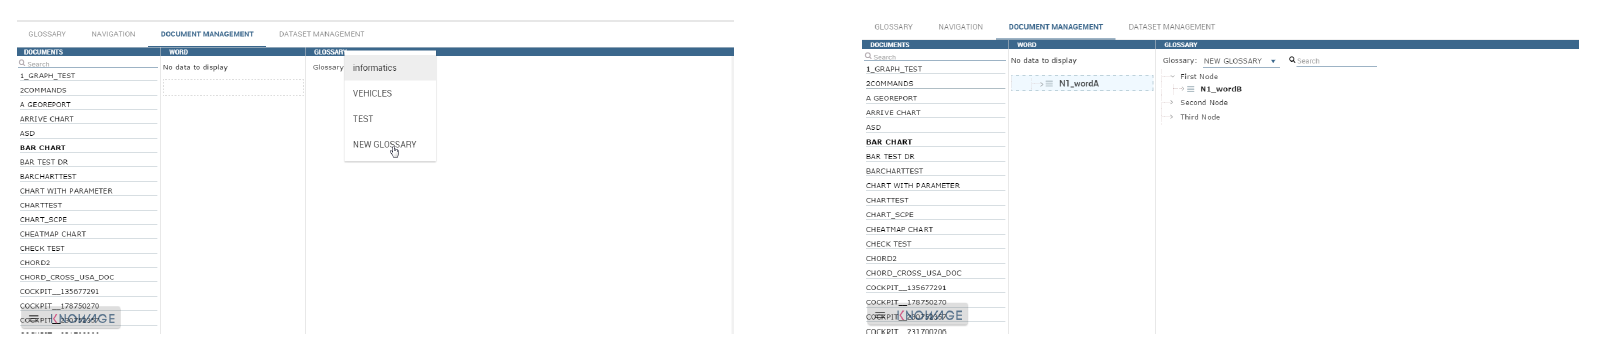 GLOSSARY NAVIGATION DOCUMENT MANAGEMENT DATASET MANAGEMENT
DOCUMENTS WORD GLOSSARY
Search
No data to display
Glossary
informatics
VEHICLES
TEST
NEW GLOSSARY
1_GRAPH_TEST
2COMMANDS
A GEOREPORT
ARRIVE CHART
ASD
BAR CHART
BAR TEST DR
BARCHARTTEST
CHART WITH PARAMETER
CHARTTEST
CHART_SCPE
CHEATMAP CHART
CHECK TEST
CHORD2
CHORD_CROSS_USA_DOC
COCKPIT__135677291
COCKPIT__178750270
KNOWAGE
GLOSSARY NAVIGATION DOCUMENT MANAGEMENT DATASET MANAGEMENT
DOCUMENTS WORD GLOSSARY
Search
No data to display
N1_wordA
Glossary: NEW GLOSSARY Search
First Node
N1_wordB
Second Node
Third Node
1_GRAPH_TEST
2COMMANDS
A GEOREPORT
ARRIVE CHART
ASD
BAR CHART
BAR TEST DR
BARCHARTTEST
CHART WITH PARAMETER
CHARTTEST
CHART_SCPE
CHEATMAP CHART
CHECK TEST
CHORD2
CHORD_CROSS_USA_DOC
COCKPIT__135677291
COCKPIT__178750270
KNOWAGE
COCKPIT__231700206